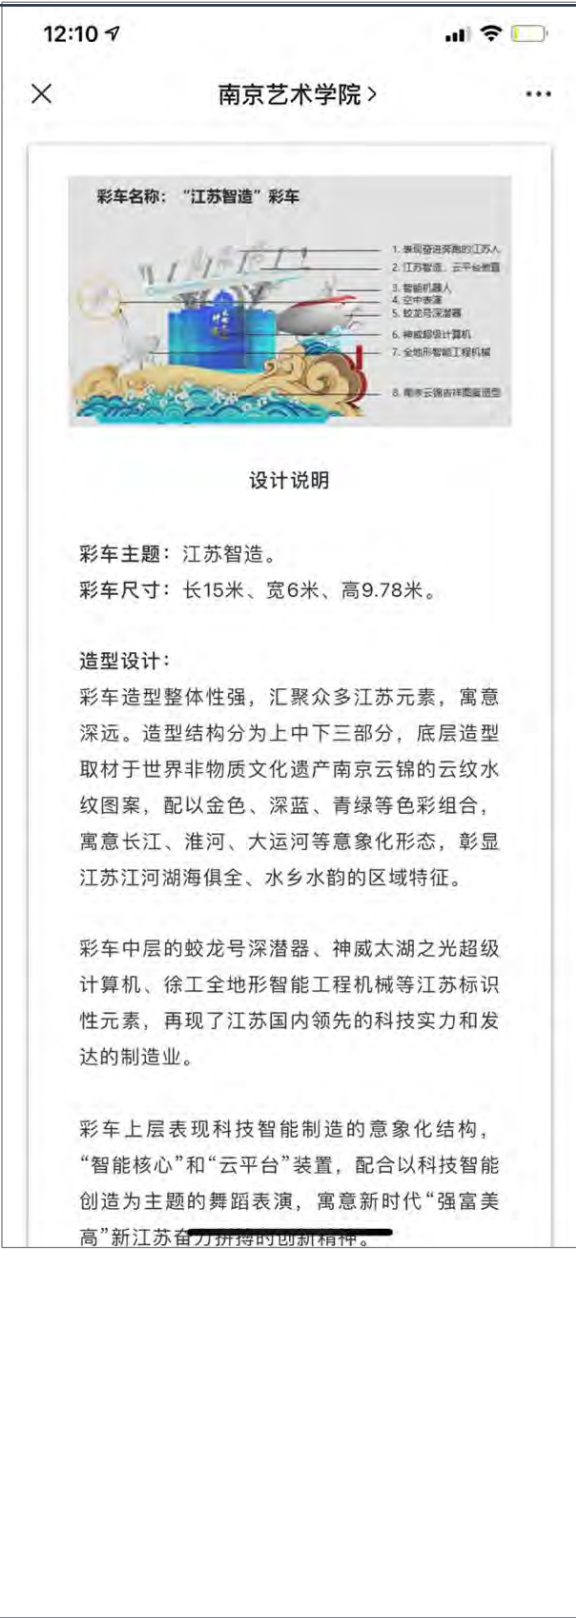 12:10
南京艺术学院
彩车名称：“江苏智造”彩车
1. 表现奋进奔跑的江苏人
2. 江苏智造、云平台装置
3. 智能机器人
4. 空中表演
5. 蛟龙号深潜器
6. 神威超级计算机
7. 全地形智能工程机械
8. 南京云锦吉祥图案造型
设计说明
彩车主题：江苏智造。
彩车尺寸：长15米、宽6米、高9.78米。
造型设计：
彩车造型整体性强，汇聚众多江苏元素，寓意
深远。造型结构分为上中下三部分，底层造型
取材于世界非物质文化遗产南京云锦的云纹水
纹图案，配以金色、深蓝、青绿等色彩组合，
寓意长江、淮河、大运河等意象化形态，彰显
江苏江河湖海俱全、水乡水韵的区域特征。
彩车中层的蛟龙号深潜器、神威太湖之光超级
计算机、徐工全地形智能工程机械等江苏标识
性元素，再现了江苏国内领先的科技实力和发
达的制造业。
彩车上层表现科技智能制造的意象化结构，
“智能核心”和“云平台”装置，配合以科技智能
创造为主题的舞蹈表演，寓意新时代“强富美
高”新江苏奋力拼搏的创新精神。